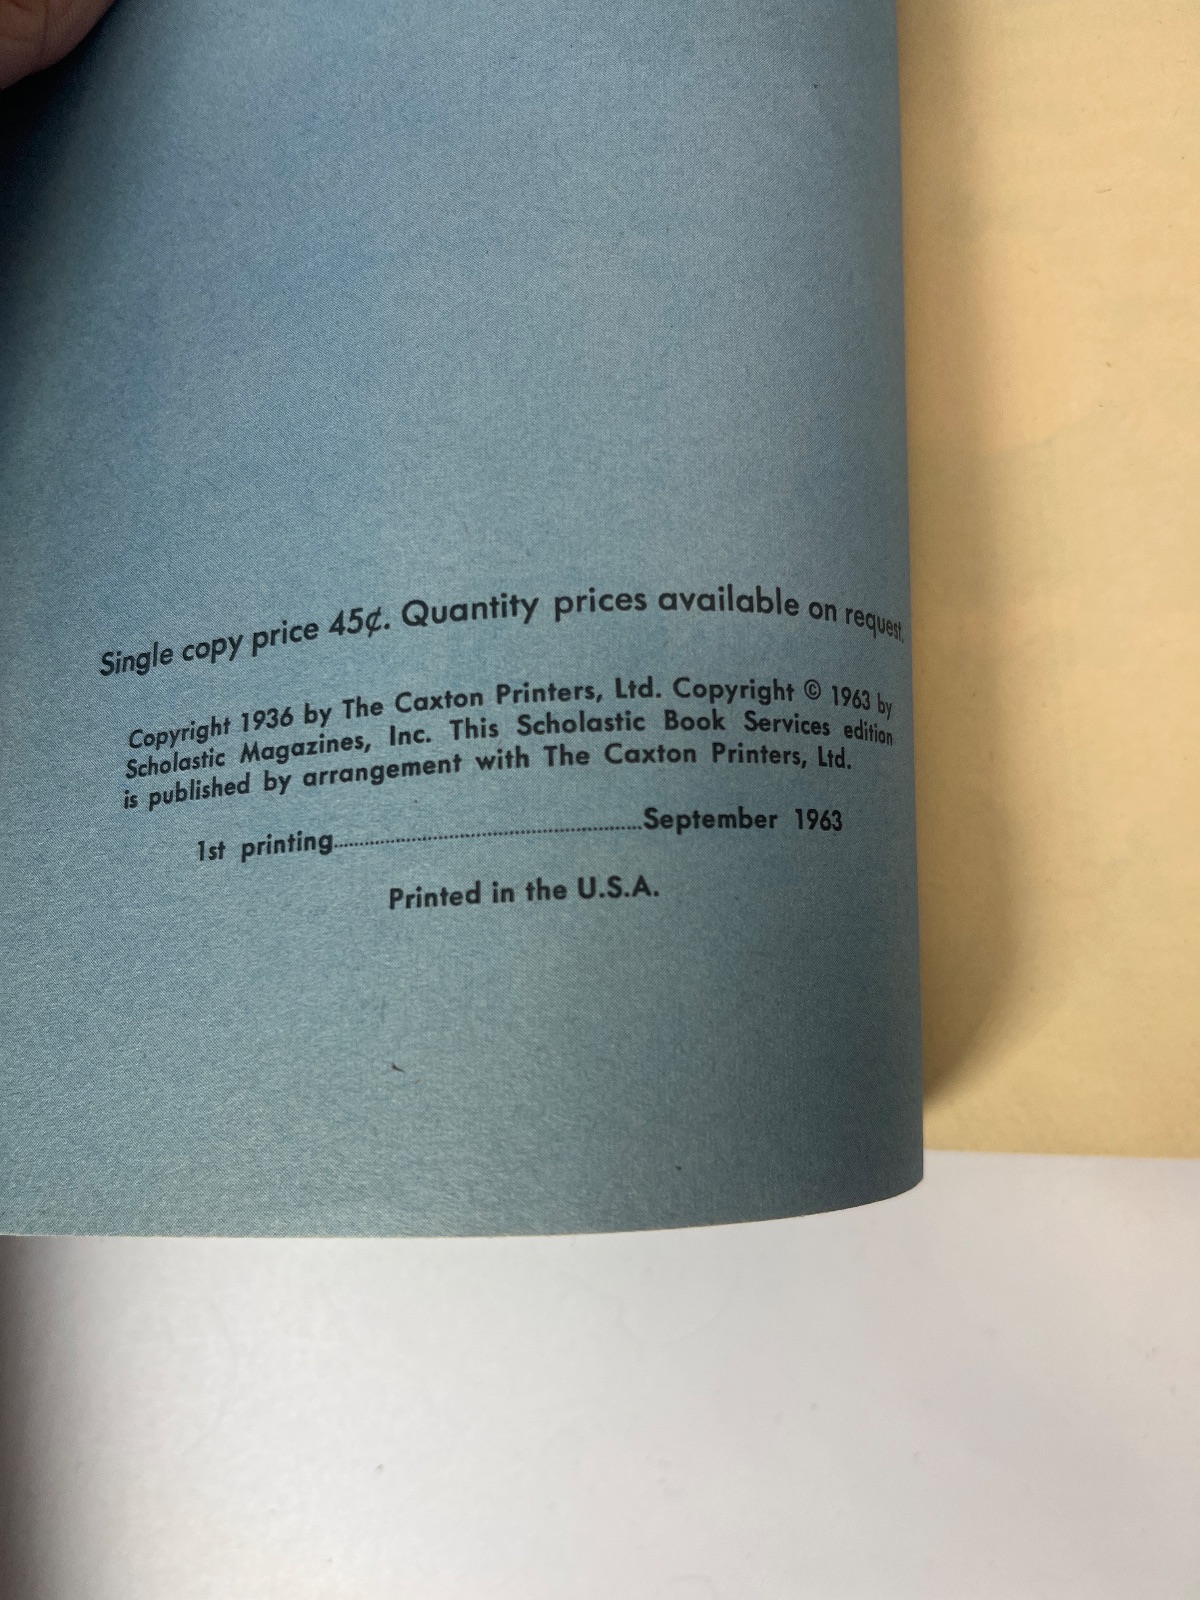 Single copy price 45¢. Quantity prices available on request.
Copyright 1936 by The Caxton Printers, Ltd. Copyright © 1963 by
Scholastic Magazines, Inc. This Scholastic Book Services edition
is published by arrangement with The Caxton Printers, Ltd.
1st printing..................................................September 1963
Printed in the U.S.A.